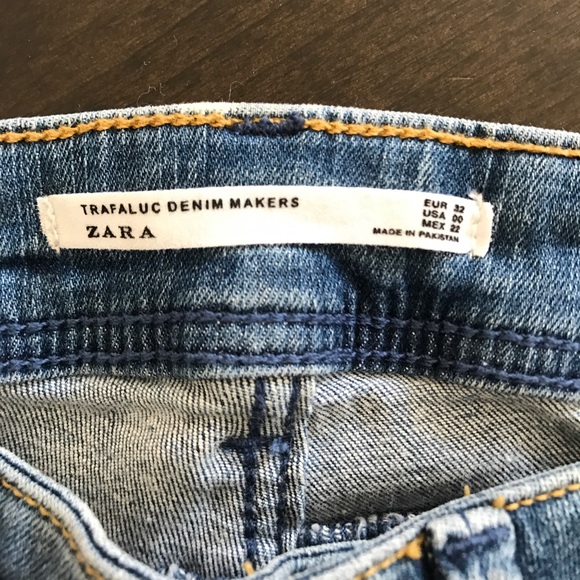 TRAFALUC DENIM MAKERS
ZARA
EUR 32
USA 00
MEX 22
MADE IN PAKISTAN